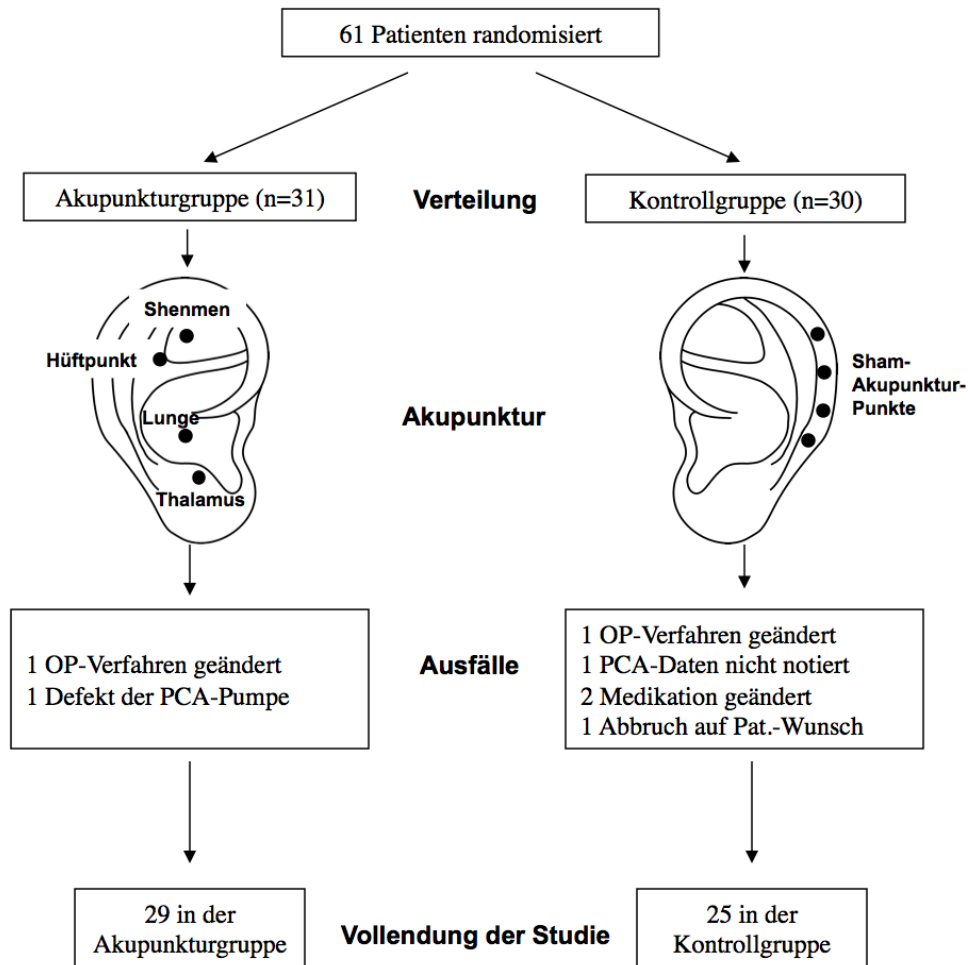 61 Patienten randomisiert
Akupunkturgruppe (n=31)
Verteilung
Kontrollgruppe (n=30)
Shenmen
Hüftpunkt
Lunge
Thalamus
Akupunktur
Sham-
Akupunktur-
Punkte
1 OP-Verfahren geändert
1 Defekt der PCA-Pumpe
Ausfälle
1 OP-Verfahren geändert
1 PCA-Daten nicht notiert
2 Medikation geändert
1 Abbruch auf Pat.-Wunsch
29 in der
Akupunkturgruppe
Vollendung der Studie
25 in der
Kontrollgruppe